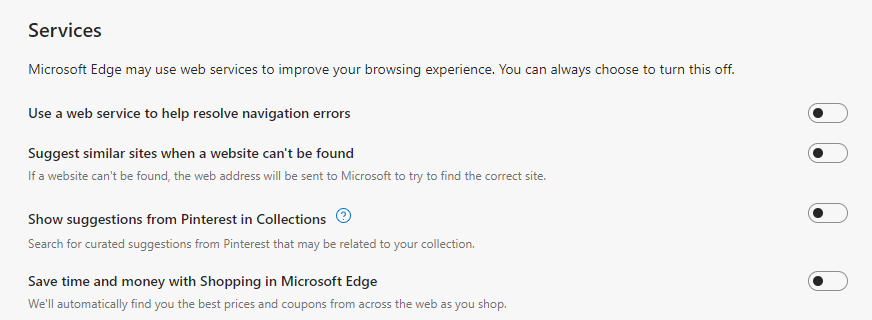 Services
Microsoft Edge may use web services to improve your browsing experience. You can always choose to turn this off.
Use a web service to help resolve navigation errors
Suggest similar sites when a website can't be found
If a website can't be found, the web address will be sent to Microsoft to try to find the correct site.
Show suggestions from Pinterest in Collections ?
Search for curated suggestions from Pinterest that may be related to your collection.
Save time and money with Shopping in Microsoft Edge
We'll automatically find you the best prices and coupons from across the web as you shop.